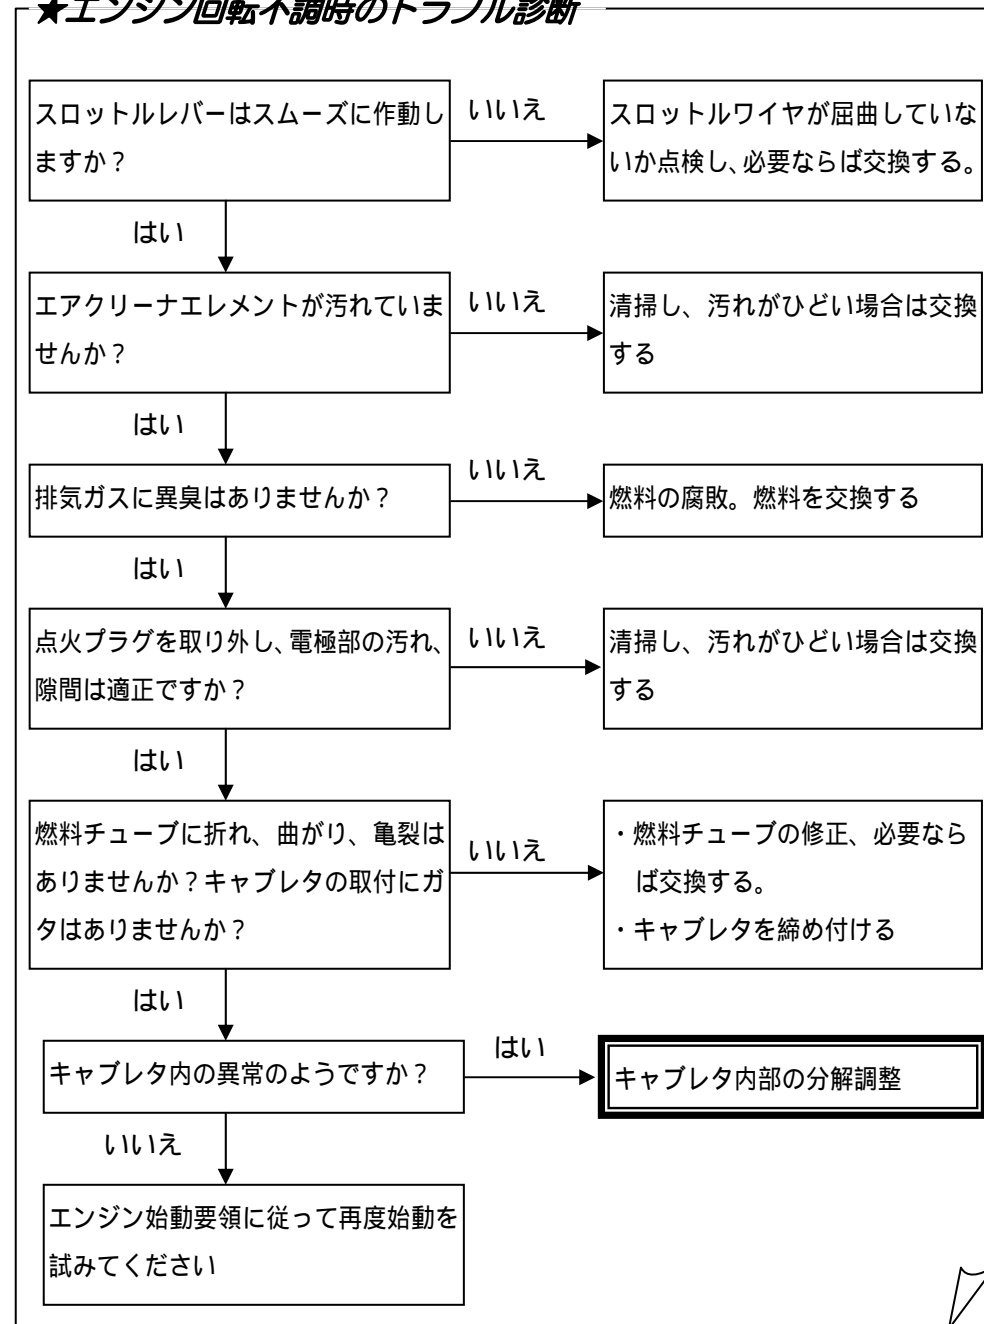 ★エンジン回転不調時のトラブル診断
スロットルレバーはスムーズに作動し
ますか？
いいえ
スロットルワイヤが屈曲していな
いか点検し、必要ならば交換する。
はい
エアクリーナエレメントが汚れていま
せんか？
いいえ
清掃し、汚れがひどい場合は交換
する
はい
排気ガスに異臭はありませんか？
いいえ
燃料の腐敗。燃料を交換する
はい
点火プラグを取り外し、電極部の汚れ、
隙間は適正ですか？
いいえ
清掃し、汚れがひどい場合は交換
する
はい
燃料チューブに折れ、曲がり、亀裂は
ありませんか？キャブレタの取付にガ
タはありませんか？
いいえ
・燃料チューブの修正、必要なら
ば交換する。
・キャブレタを締め付ける
はい
キャブレタ内の異常のようですか？
はい
キャブレタ内部の分解調整
いいえ
エンジン始動要領に従って再度始動を
試みてください